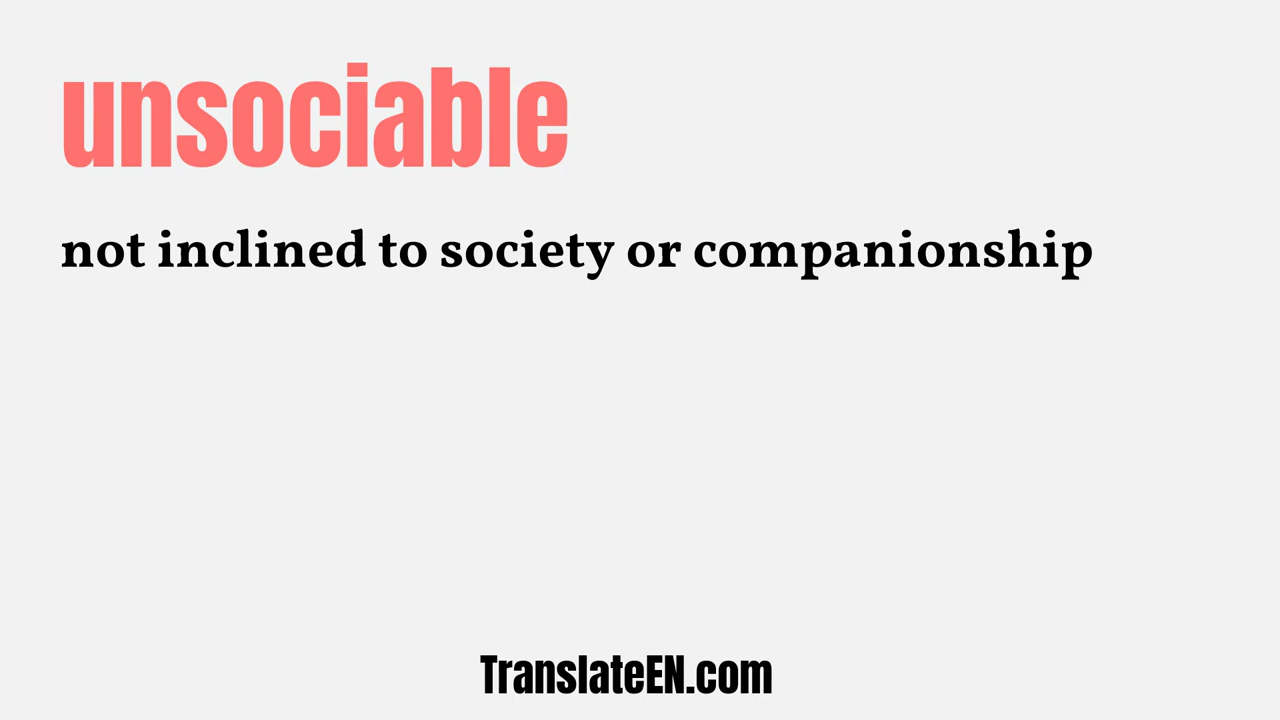 unsociable
not inclined to society or companionship
TranslateEN.com